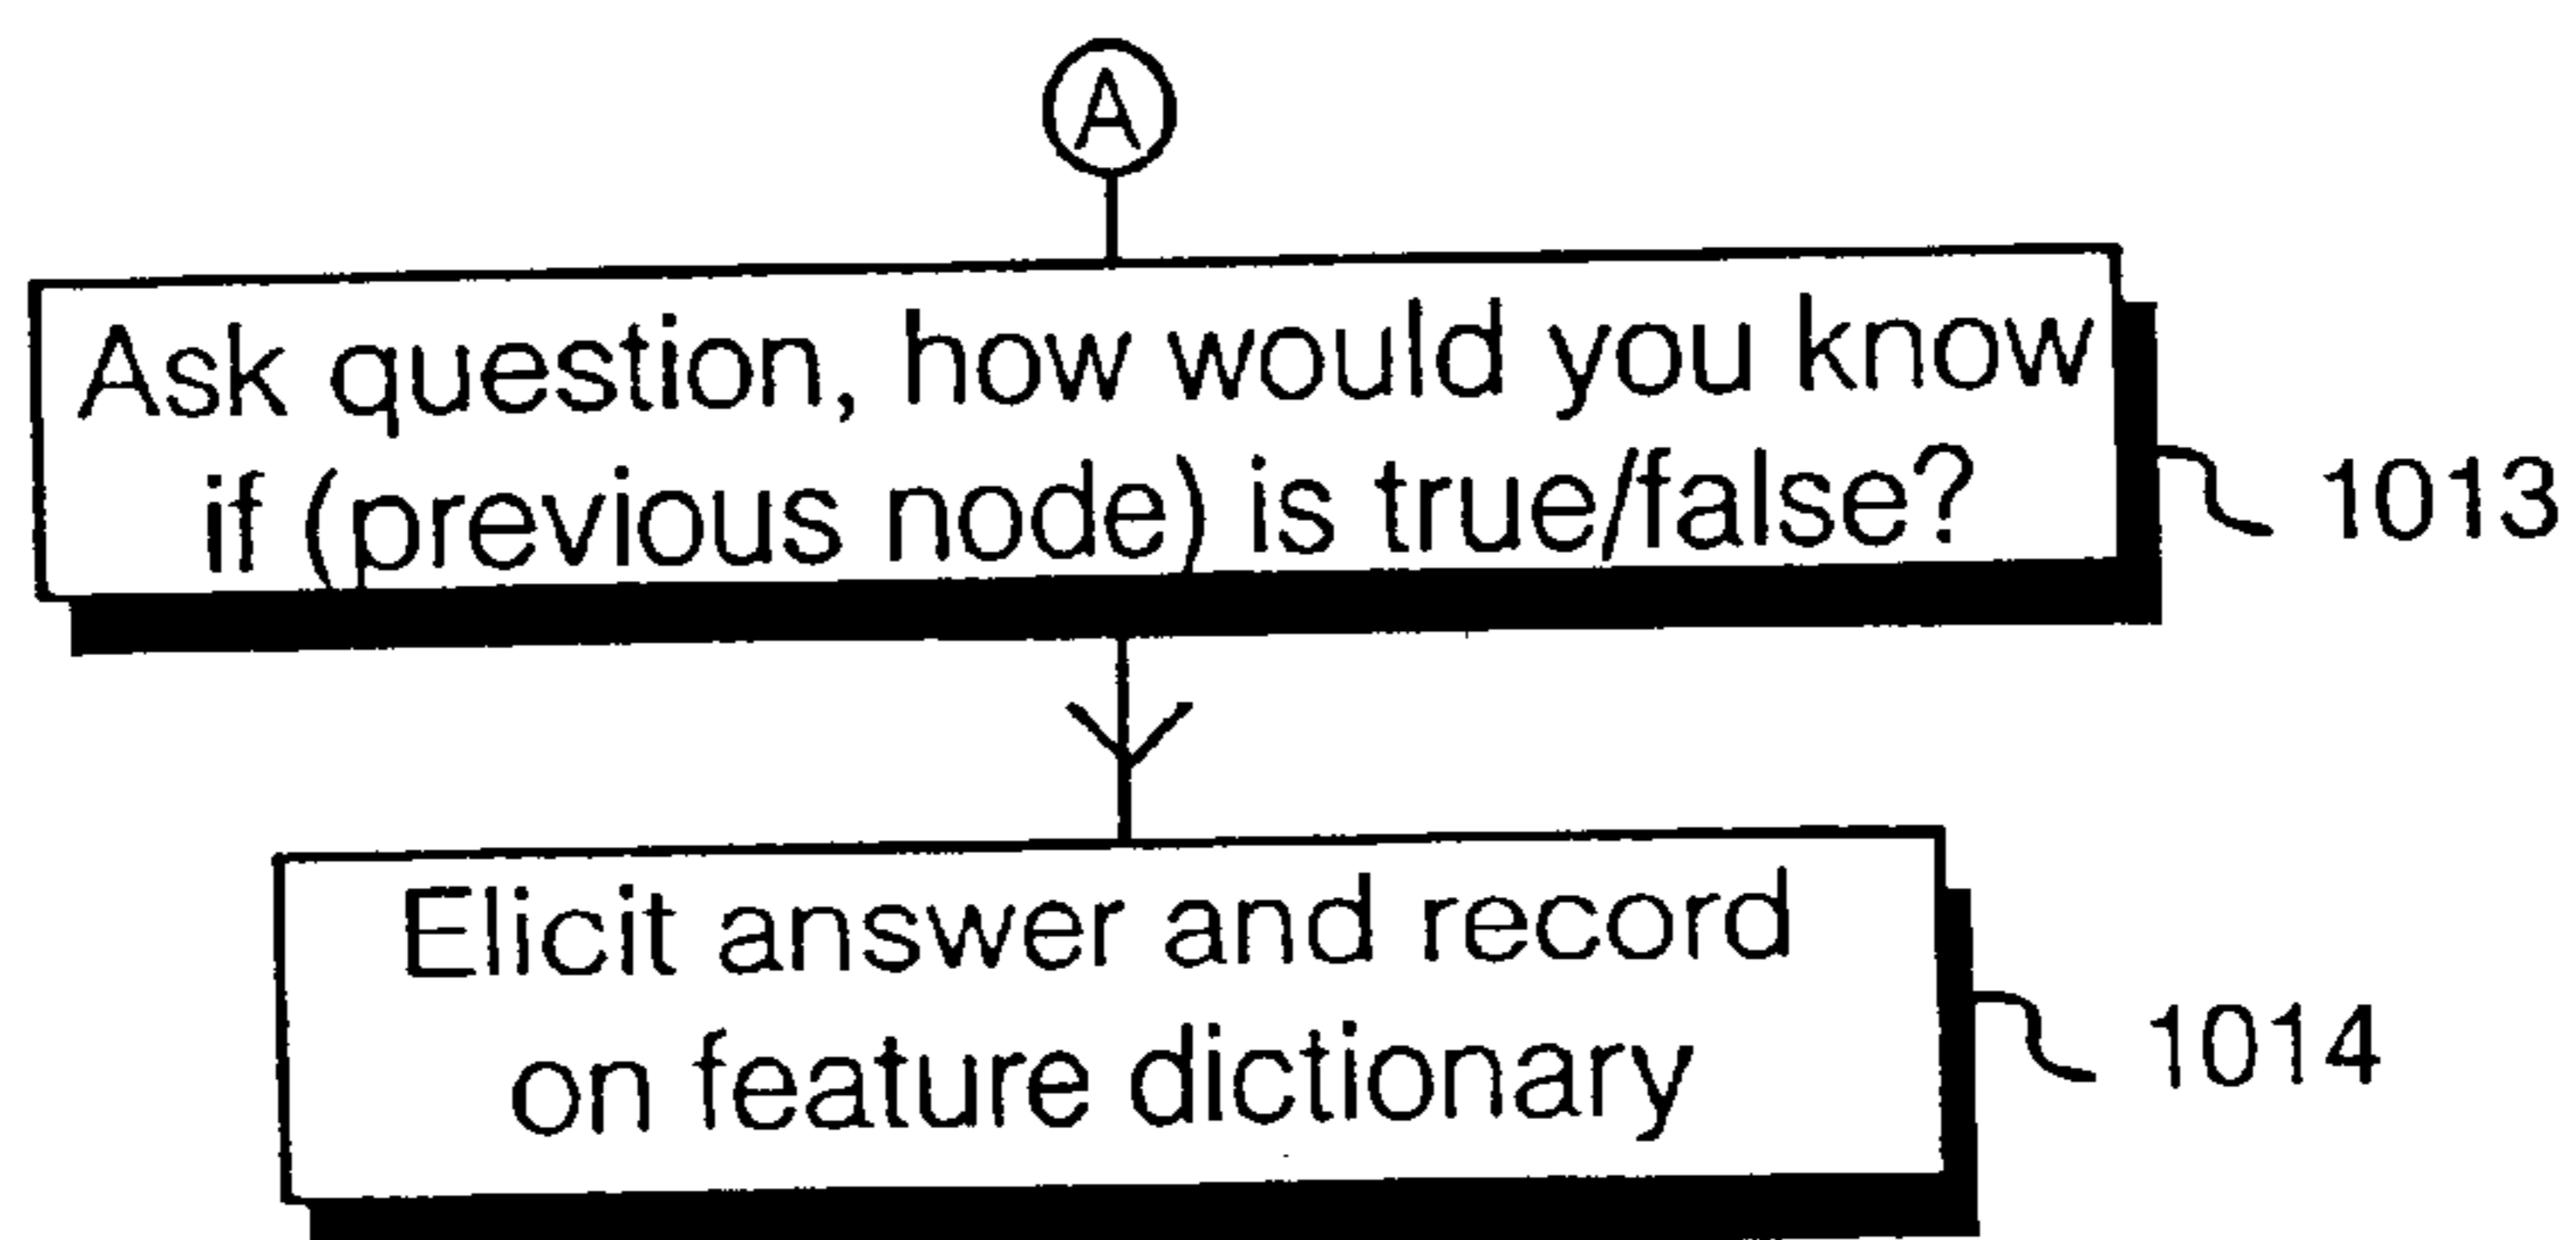 A
Ask question, how would you know
if (previous node) is true/false?
1013
Elicit answer and record
on feature dictionary
1014